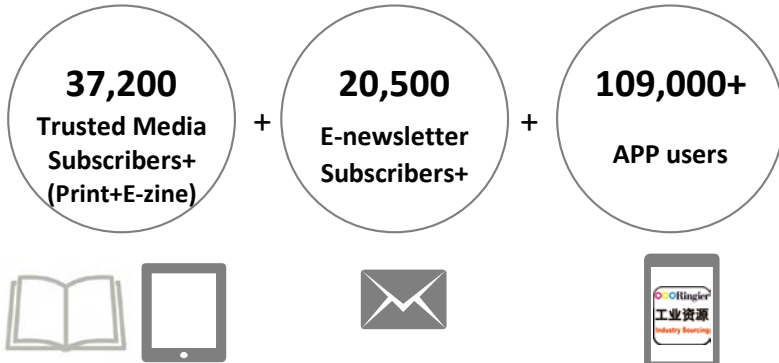 37,200
Trusted Media
Subscribers+
(Print+E-zine)
+
20,500
E-newsletter
Subscribers+
+
109,000+
APP users
Ringier
工业资源
Industry Sourcing